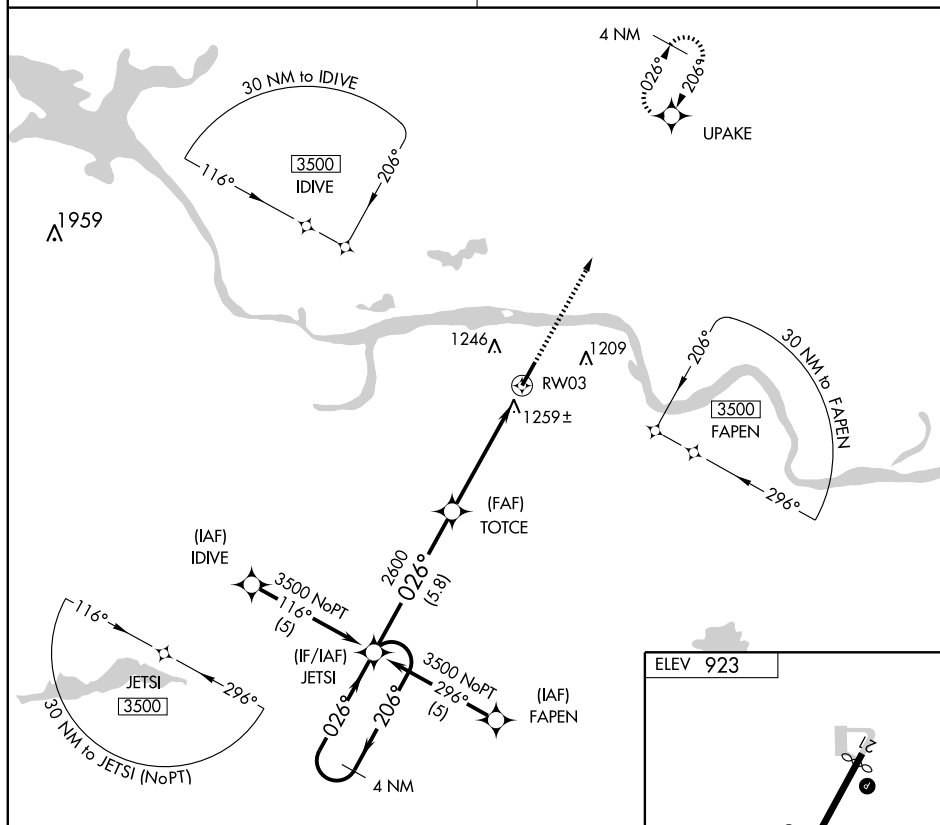 4 NM
026°
206°
UPAKE
30 NM to IDIVE
3500
IDIVE
116°
206°
1959
1246
1209
RW03
1259±
206°
30 NM to FAPEN
3500
FAPEN
296°
(FAF)
TOTCE
(IAF)
IDIVE
2600
026°
(5.8)
3500 NoPT
116°
(5)
(IF/IAF)
JETSI
3500 NoPT
296°
(5)
(IAF)
FAPEN
116°
JETSI
3500
296°
30 NM to JETSI (NoPT)
026°
206°
4 NM
ELEV 923
21
P